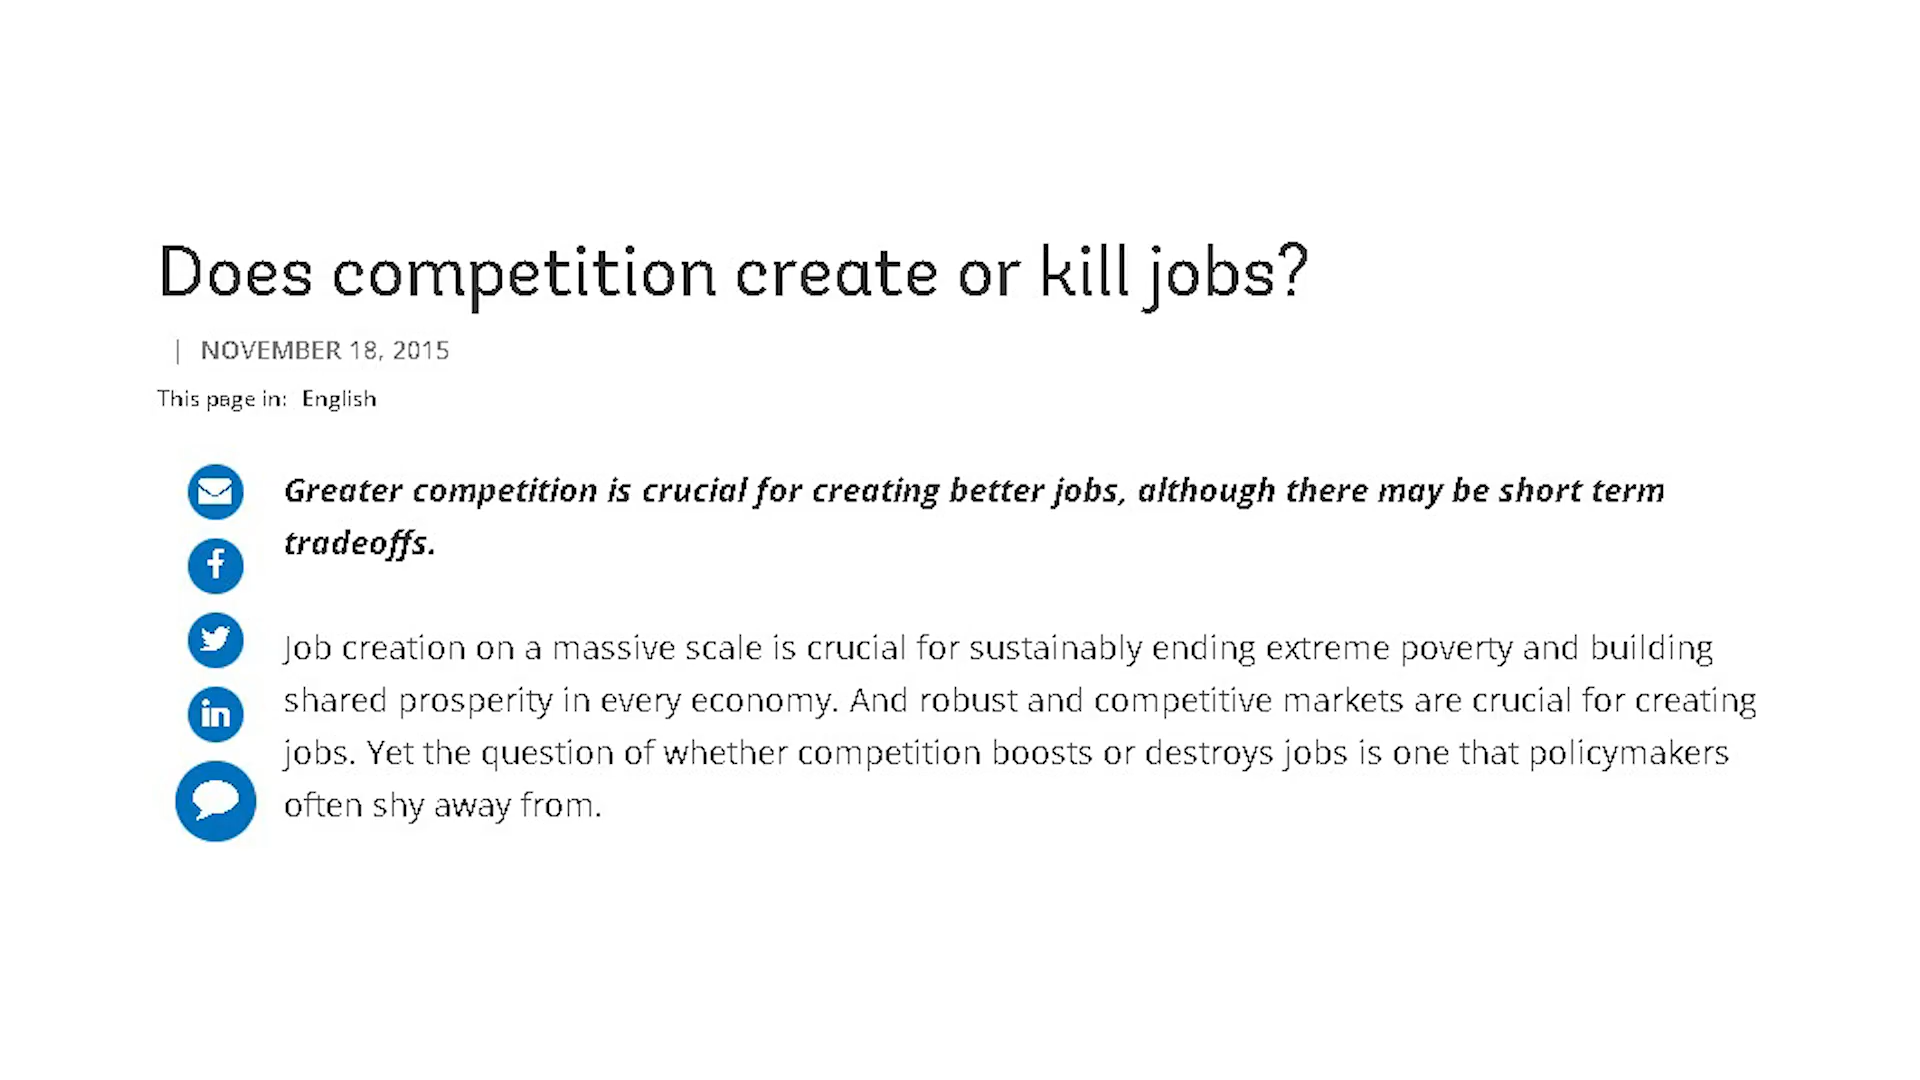 Does competition create or kill jobs?
| NOVEMBER 18, 2015
This page in: English
Greater competition is crucial for creating better jobs, although there may be short term
tradeoffs.
Job creation on a massive scale is crucial for sustainably ending extreme poverty and building
shared prosperity in every economy. And robust and competitive markets are crucial for creating
jobs. Yet the question of whether competition boosts or destroys jobs is one that policymakers
often shy away from.